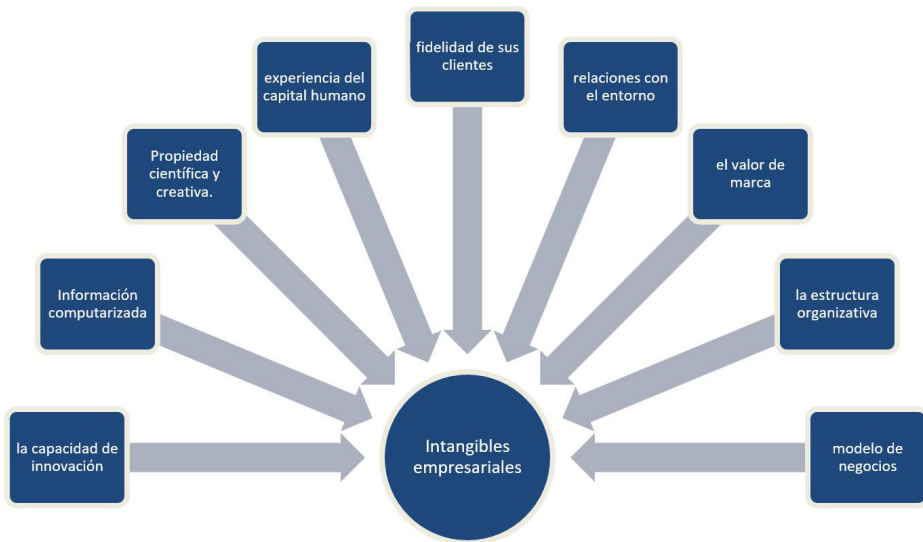 fidelidad de sus
clientes
experiencia del
capital humano
relaciones con
el entorno
Propiedad
científica y
creativa.
el valor de
marca
Información
computarizada
la estructura
organizativa
la capacidad de
innovación
Intangibles
empresariales
modelo de
negocios